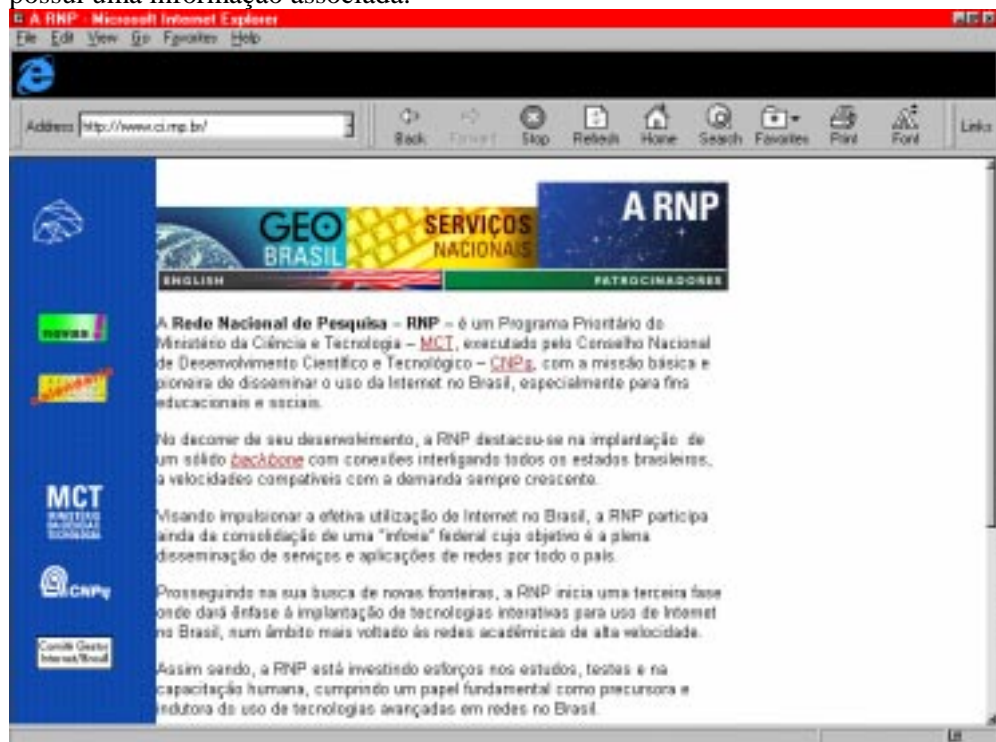 possui uma informação associada.
A RNP - Microsoft Internet Explorer
File Edit View Go Favorites Help
Address http://www.ci.rnp.br/
Back Forward Stop Refresh Home Search Favorites Print Font Links
GEO BRASIL
SERVIÇOS NACIONAIS
A RNP
ENGLISH
PATROCINADORES
novas!
A Rede Nacional de Pesquisa – RNP – é um Programa Prioritário do
Ministério da Ciência e Tecnologia – MCT, executado pelo Conselho Nacional
de Desenvolvimento Científico e Tecnológico – CNPq, com a missão básica e
pioneira de disseminar o uso da Internet no Brasil, especialmente para fins
educacionais e sociais.
No decorrer de seu desenvolvimento, a RNP destacou-se na implantação de
um sólido backbone com conexões interligando todos os estados brasileiros,
a velocidades compatíveis com a demanda sempre crescente.
MCT
MINISTÉRIO
DA CIÊNCIA E
TECNOLOGIA
Visando impulsionar a efetiva utilização de Internet no Brasil, a RNP participa
ainda da consolidação de uma "infovia" federal cujo objetivo é a plena
disseminação de serviços e aplicações de redes por todo o país.
CNPq
Prosseguindo na sua busca de novas fronteiras, a RNP inicia uma terceira fase
onde dará ênfase à implantação de tecnologias interativas para uso de Internet
no Brasil, num âmbito mais voltado às redes acadêmicas de alta velocidade.
Comitê Gestor
Internet/Brasil
Assim sendo, a RNP está investindo esforços nos estudos, testes e na
capacitação humana, cumprindo um papel fundamental como precursora e
indutora do uso de tecnologias avançadas em redes no Brasil.